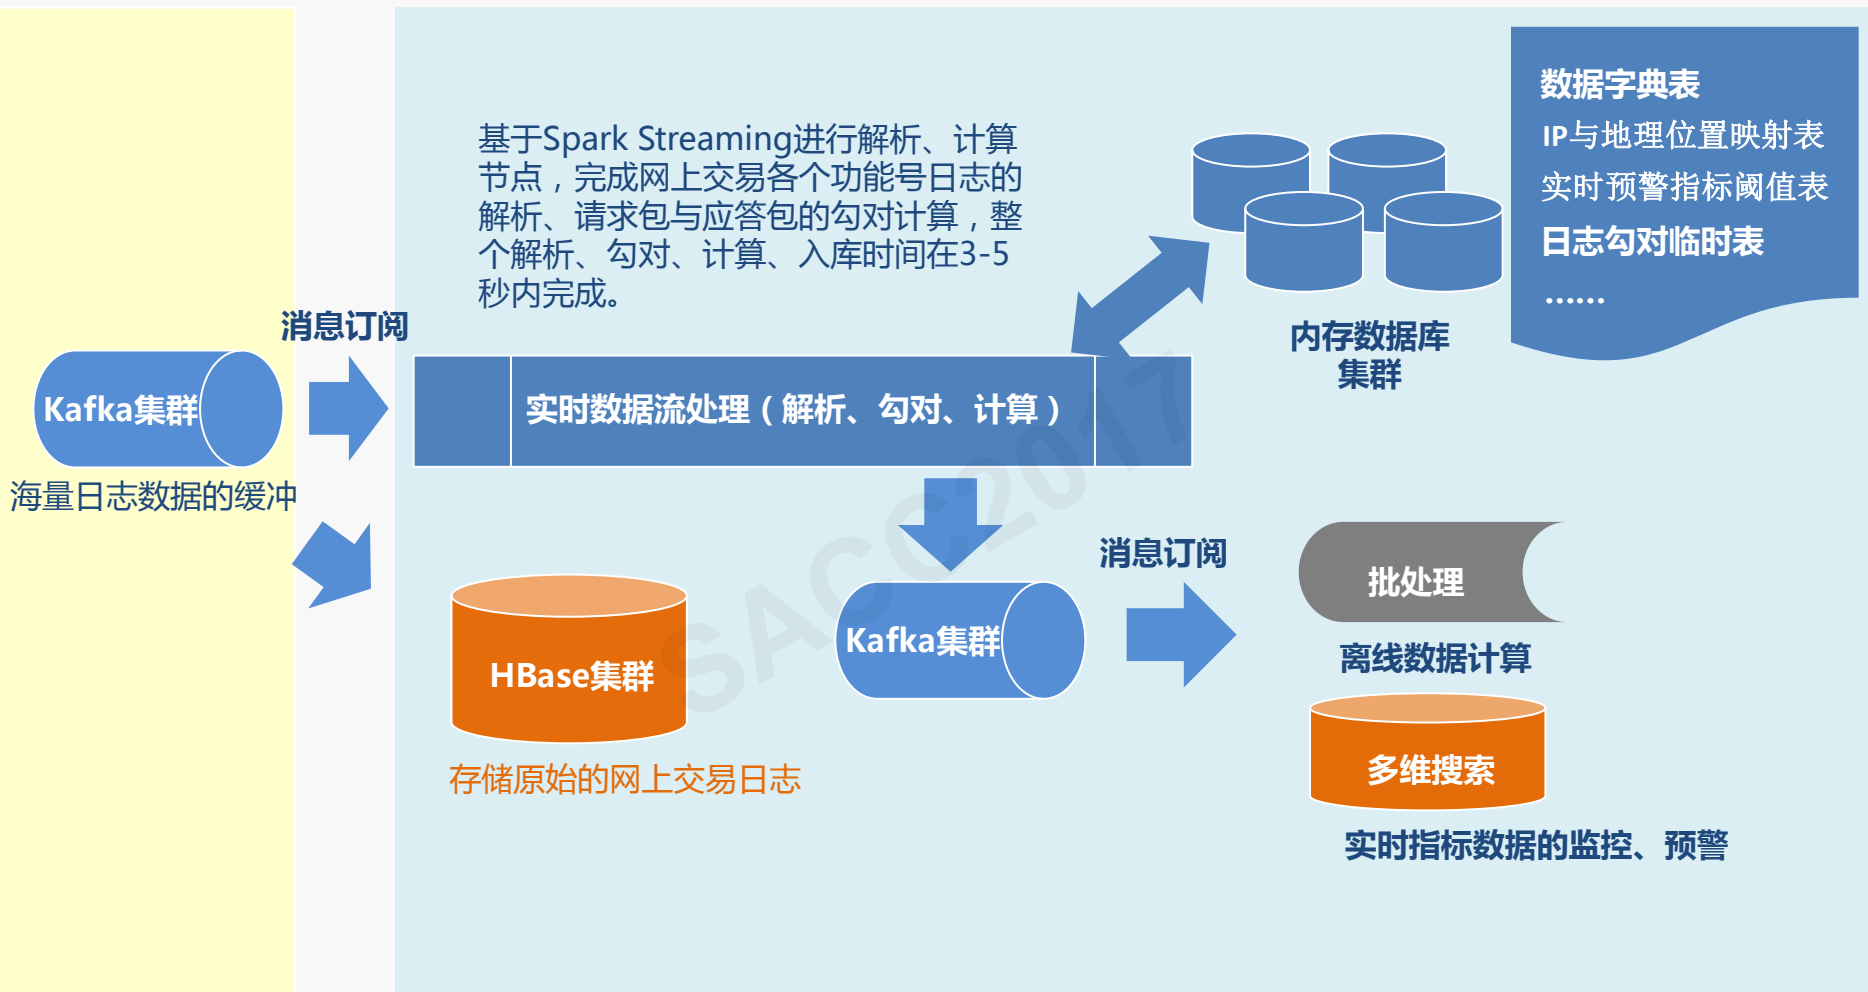 基于Spark Streaming进行解析、计算
节点，完成网上交易各个功能号日志的
解析、请求包与应答包的勾对计算，整
个解析、勾对、计算、入库时间在3-5
秒内完成。
数据字典表
IP与地理位置映射表
实时预警指标阈值表
日志勾对临时表
......
内存数据库
集群
消息订阅
Kafka集群
海量日志数据的缓冲
实时数据流处理（解析、勾对、计算）
HBase集群
存储原始的网上交易日志
Kafka集群
消息订阅
批处理
离线数据计算
多维搜索
实时指标数据的监控、预警
SACC2017